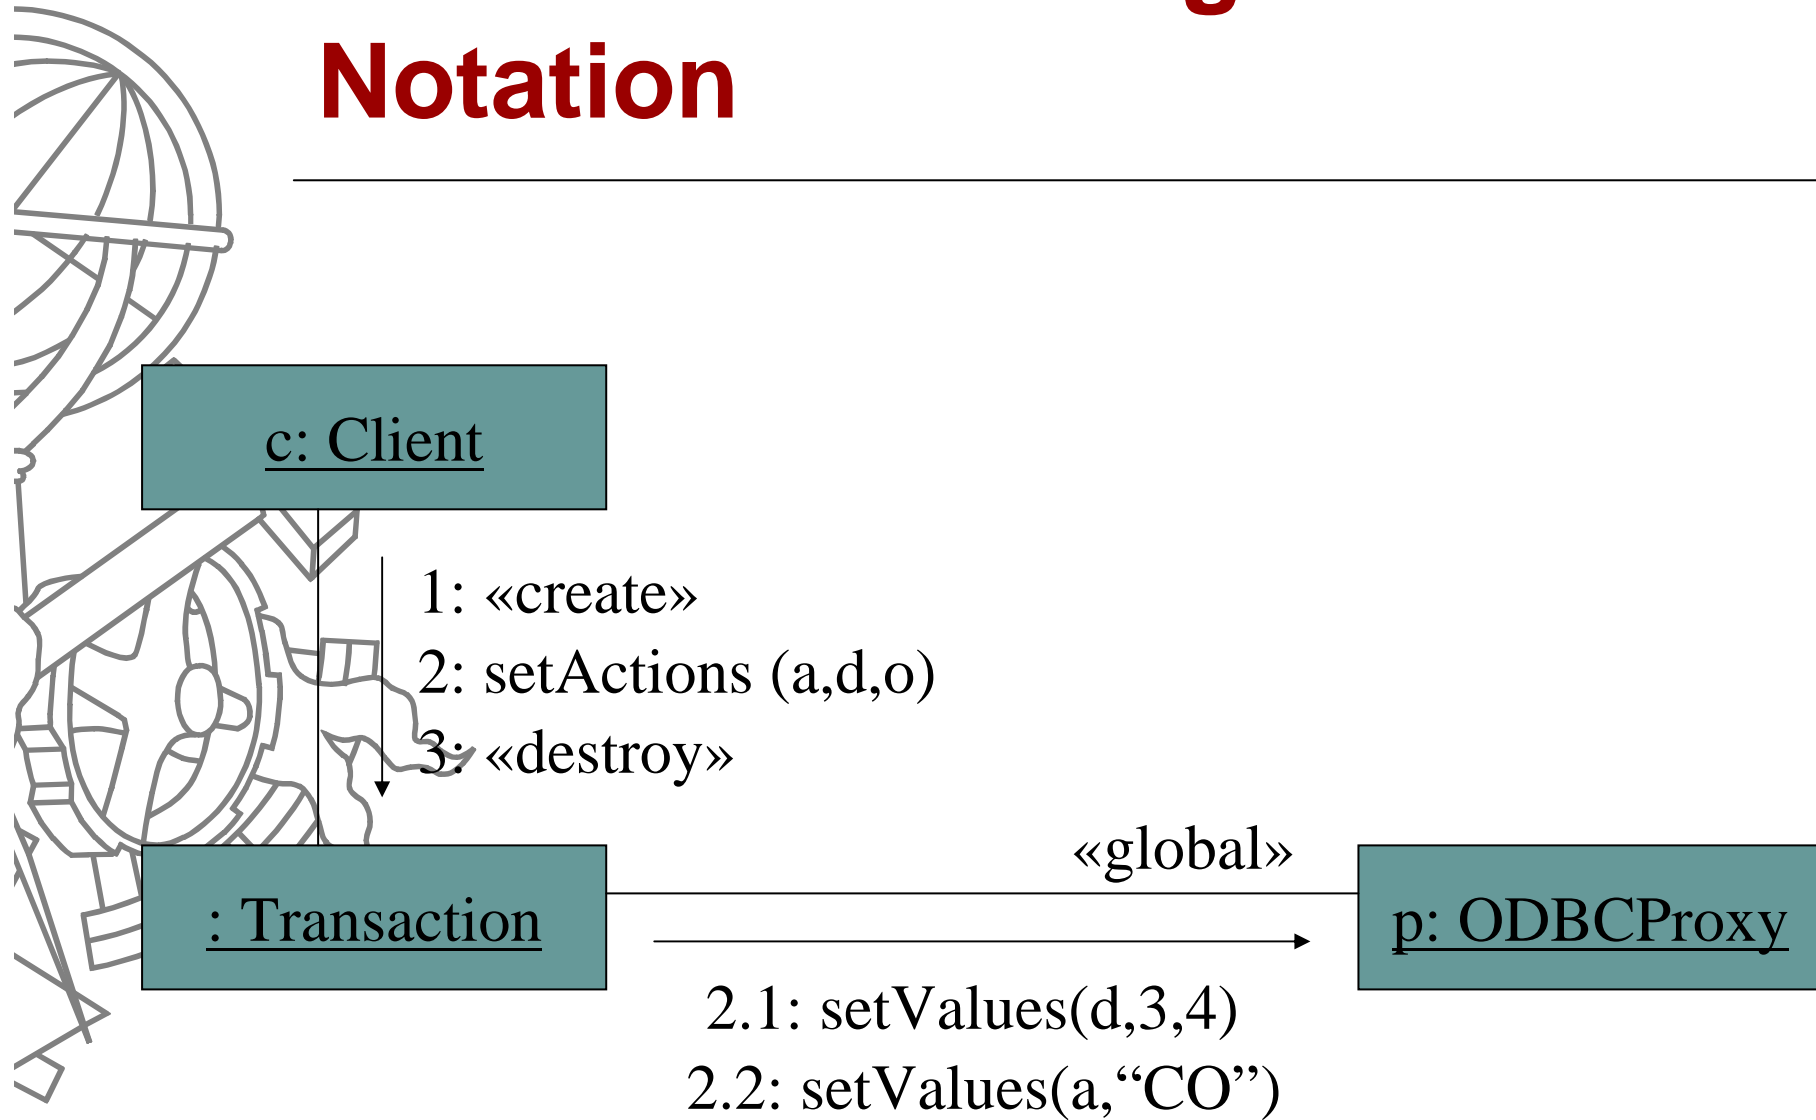 Notation
c: Client
1: «create»
2: setActions (a,d,o)
3: «destroy»
«global»
: Transaction
p: ODBCProxy
2.1: setValues(d,3,4)
2.2: setValues(a,“CO”)